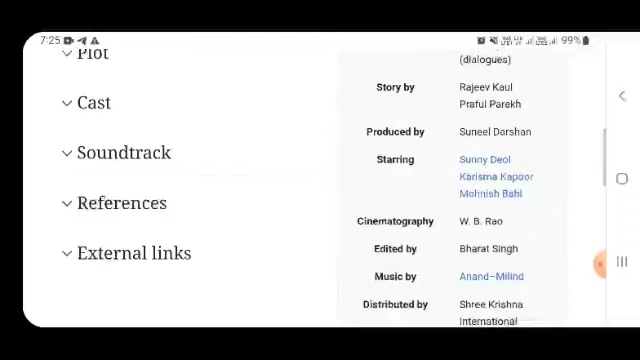 7:25 99%
Plot
Cast
Soundtrack
References
External links
(dialogues)
Story by Rajeev Kaul
Praful Parekh
Produced by Suneel Darshan
Starring Sunny Deol
Karisma Kapoor
Mohnish Bahl
Cinematography W. B. Rao
Edited by Bharat Singh
Music by Anand–Milind
Distributed by Shree Krishna
International